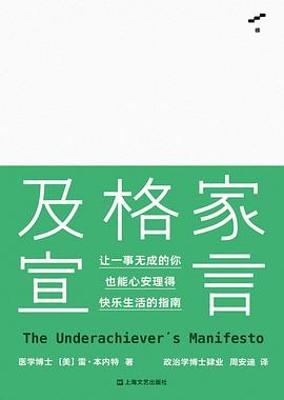 及格家
宣言
让一事无成的你
也能心安理得
快乐生活的指南
The Underachiever's Manifesto
医学博士 [美] 雷·本内特 著
政治学博士肄业 周安迪 译
上海文艺出版社